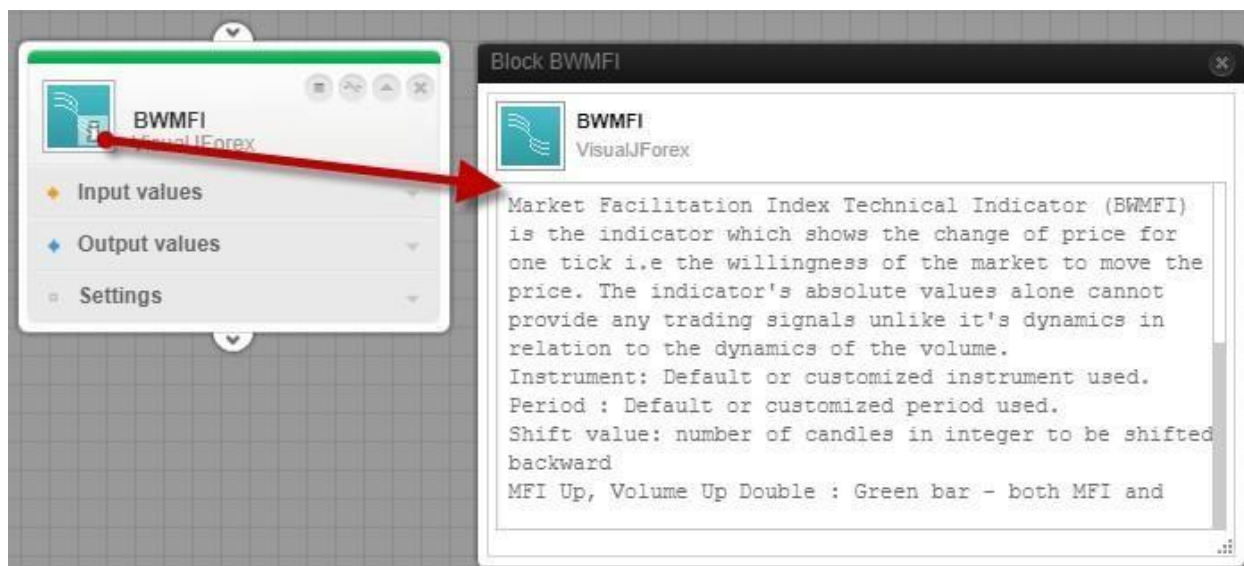 BWMFI
VisualJForex
Input values
Output values
Settings
Block BWMFI
BWMFI
VisualJForex
Market Facilitation Index Technical Indicator (BWMFI)
is the indicator which shows the change of price for
one tick i.e the willingness of the market to move the
price. The indicator's absolute values alone cannot
provide any trading signals unlike it's dynamics in
relation to the dynamics of the volume.
Instrument: Default or customized instrument used.
Period : Default or customized period used.
Shift value: number of candles in integer to be shifted
backward
MFI Up, Volume Up Double : Green bar - both MFI and